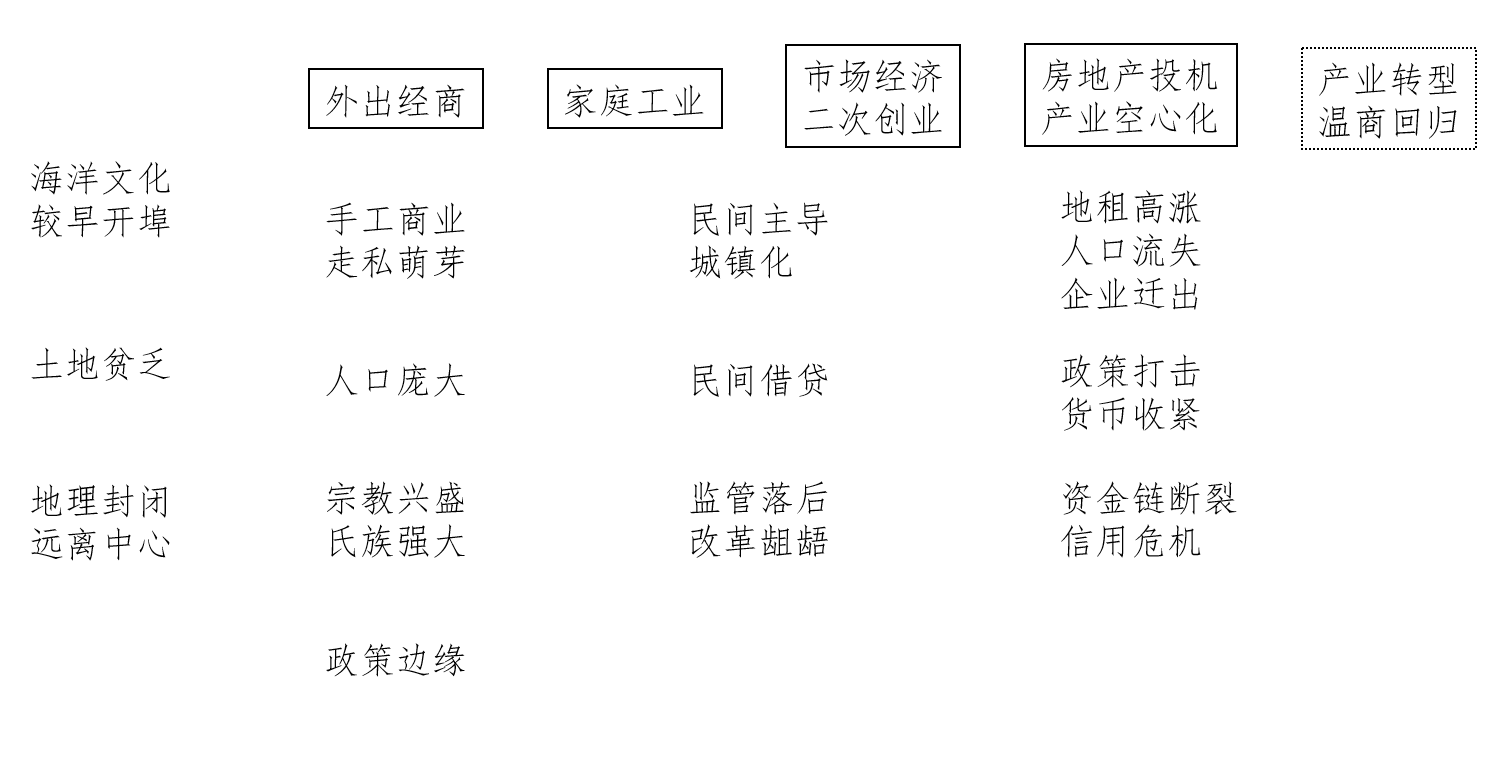 外出经商
家庭工业
市场经济
二次创业
房地产投机
产业空心化
产业转型
温商回归
海洋文化
较早开埠
手工商业
走私萌芽
民间主导
城镇化
地租高涨
人口流失
企业迁出
土地贫乏
人口庞大
民间借贷
政策打击
货币收紧
地理封闭
远离中心
宗教兴盛
氏族强大
监管落后
改革龃龉
资金链断裂
信用危机
政策边缘